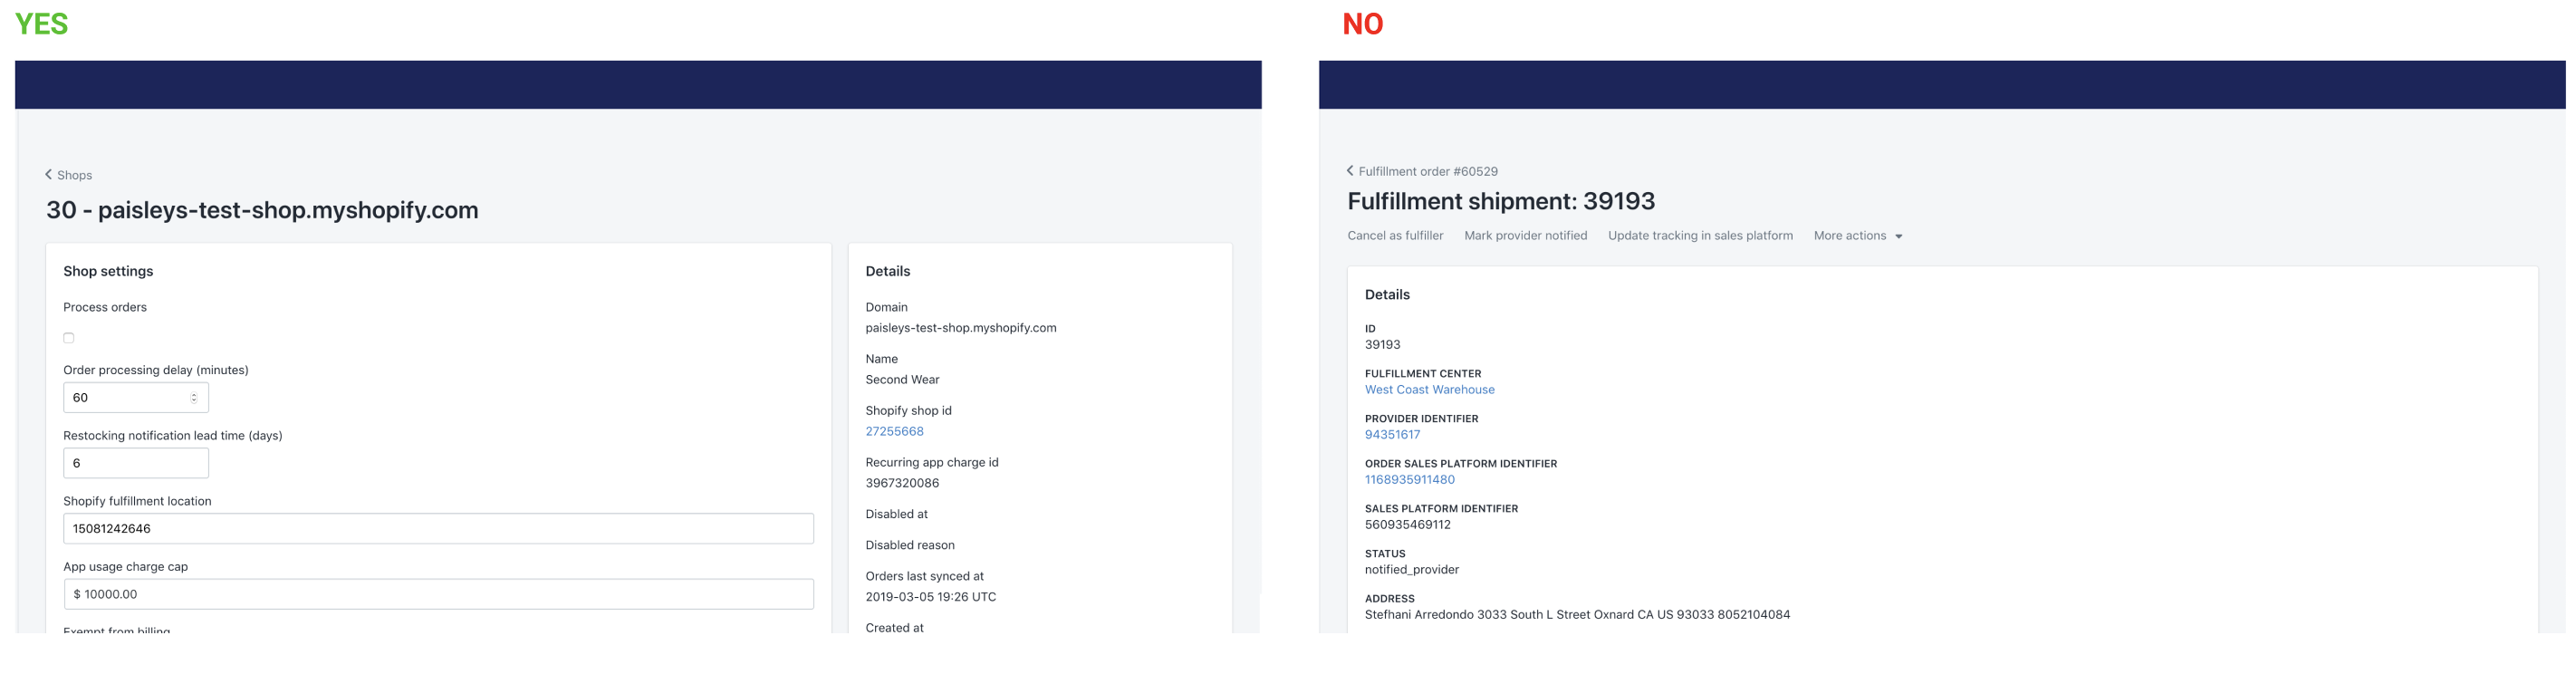 YES
Shops
30 - paisleys-test-shop.myshopify.com
Shop settings
Process orders
Order processing delay (minutes)
60
Restocking notification lead time (days)
6
Shopify fulfillment location
15081242646
App usage charge cap
$ 10000.00
Exempt from billing
Details
Domain
paisleys-test-shop.myshopify.com
Name
Second Wear
Shopify shop id
27255668
Recurring app charge id
3967320086
Disabled at
Disabled reason
Orders last synced at
2019-03-05 19:26 UTC
Created at
NO
Fulfillment order #60529
Fulfillment shipment: 39193
Cancel as fulfiller Mark provider notified Update tracking in sales platform More actions
Details
ID
39193
FULFILLMENT CENTER
West Coast Warehouse
PROVIDER IDENTIFIER
94351617
ORDER SALES PLATFORM IDENTIFIER
1168935911480
SALES PLATFORM IDENTIFIER
560935469112
STATUS
notified_provider
ADDRESS
Stefhani Arredondo 3033 South L Street Oxnard CA US 93033 8052104084